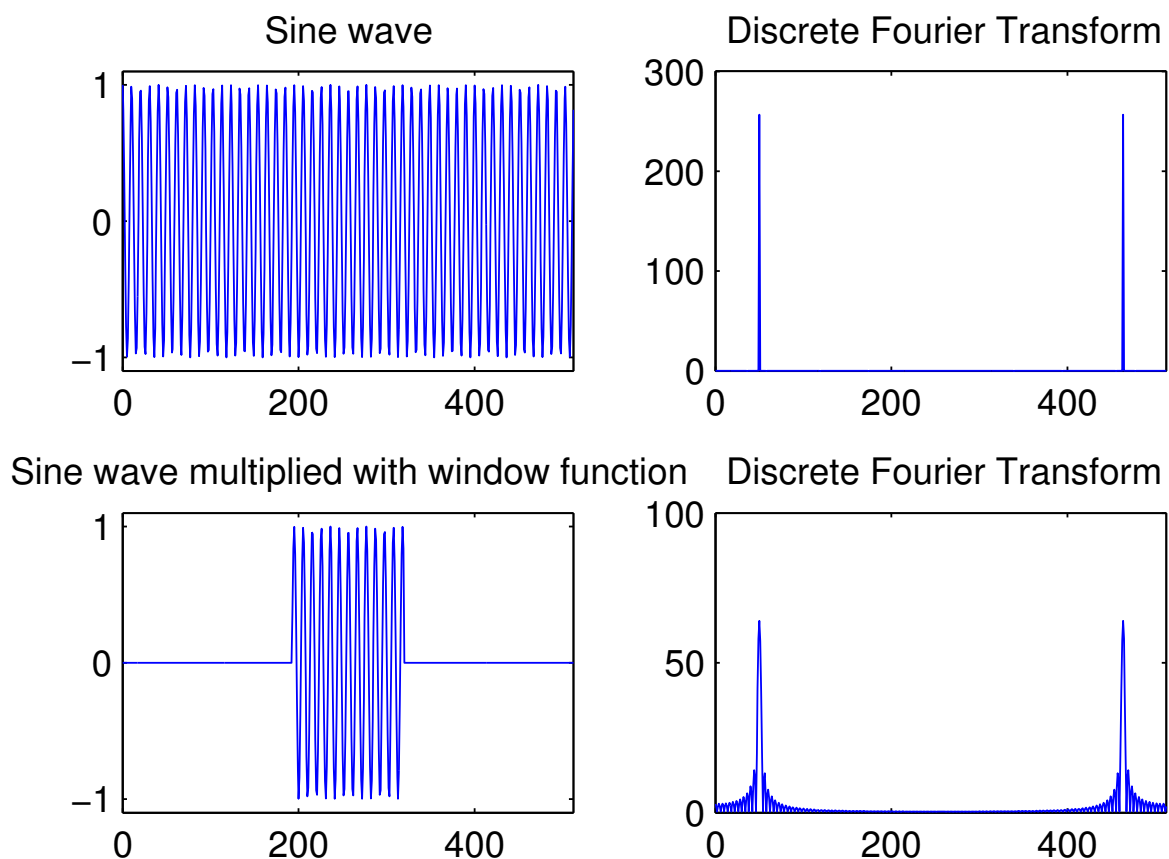 Sine wave
Discrete Fourier Transform
1
0
−1
0 200 400
300
200
100
0
0 200 400
Sine wave multiplied with window function
Discrete Fourier Transform
1
0
−1
0 200 400
100
50
0
0 200 400